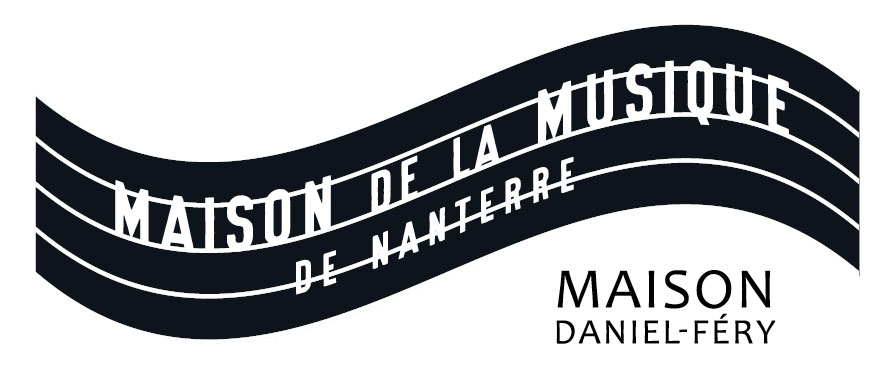 MAISON DE LA MUSIQUE
DE NANTERRE
MAISON
DANIEL-FÉRY